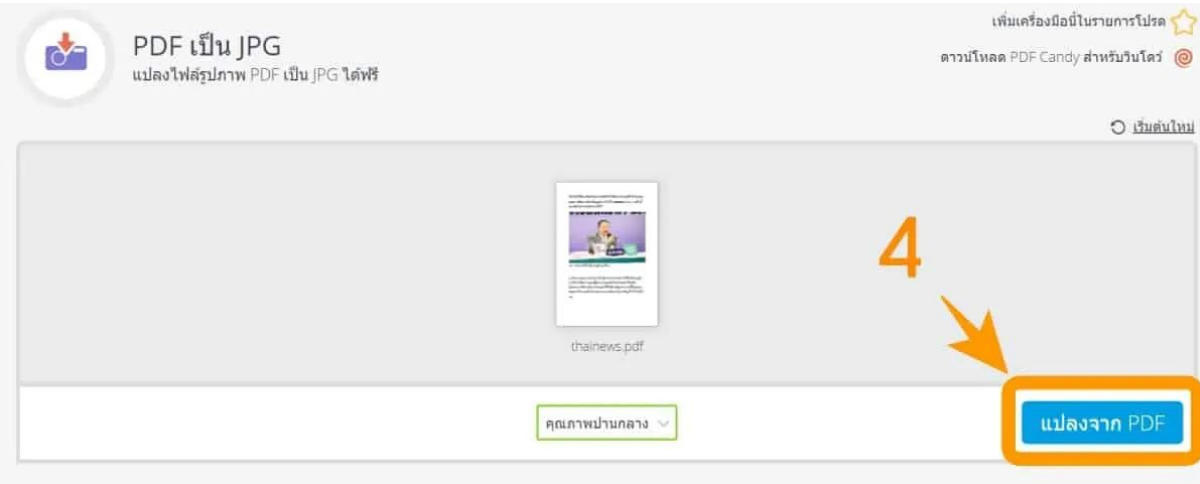 เพิ่มเครื่องมือนี้ในรายการโปรด
PDF เป็น JPG
แปลงไฟล์รูปภาพ PDF เป็น JPG ได้ฟรี
ดาวน์โหลด PDF Candy สำหรับวินโดว์
เริ่มต้นใหม่
4
thainews.pdf
คุณภาพปานกลาง
แปลงจาก PDF